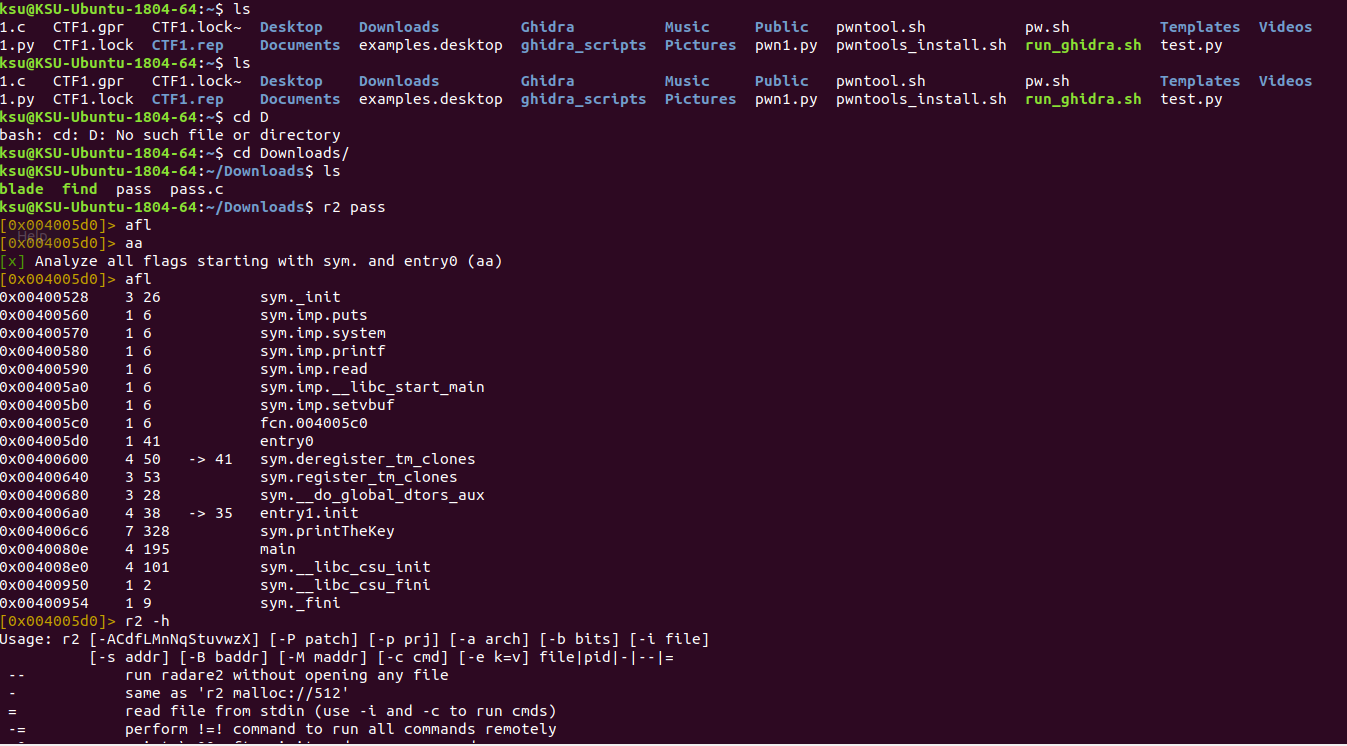 ksu@KSU-Ubuntu-1804-64:~$ ls
1.c   CTF1.gpr   CTF1.lock~  Desktop    Downloads         Ghidra          Music     Public   pwntool.sh           pw.sh          Templates  Videos
1.py  CTF1.lock  CTF1.rep    Documents  examples.desktop  ghidra_scripts  Pictures  pwn1.py  pwntools_install.sh  run_ghidra.sh  test.py
ksu@KSU-Ubuntu-1804-64:~$ ls
1.c   CTF1.gpr   CTF1.lock~  Desktop    Downloads         Ghidra          Music     Public   pwntool.sh           pw.sh          Templates  Videos
1.py  CTF1.lock  CTF1.rep    Documents  examples.desktop  ghidra_scripts  Pictures  pwn1.py  pwntools_install.sh  run_ghidra.sh  test.py
ksu@KSU-Ubuntu-1804-64:~$ cd D
bash: cd: D: No such file or directory
ksu@KSU-Ubuntu-1804-64:~$ cd Downloads/
ksu@KSU-Ubuntu-1804-64:~/Downloads$ ls
blade  find  pass  pass.c
ksu@KSU-Ubuntu-1804-64:~/Downloads$ r2 pass
[0x004005d0]> afl
Help
[0x004005d0]> aa
[x] Analyze all flags starting with sym. and entry0 (aa)
[0x004005d0]> afl
0x00400528    3 26           sym._init
0x00400560    1 6            sym.imp.puts
0x00400570    1 6            sym.imp.system
0x00400580    1 6            sym.imp.printf
0x00400590    1 6            sym.imp.read
0x004005a0    1 6            sym.imp.__libc_start_main
0x004005b0    1 6            sym.imp.setvbuf
0x004005c0    1 6            fcn.004005c0
0x004005d0    1 41           entry0
0x00400600    4 50   -> 41   sym.deregister_tm_clones
0x00400640    3 53           sym.register_tm_clones
0x00400680    3 28           sym.__do_global_dtors_aux
0x004006a0    4 38   -> 35   entry1.init
0x004006c6    7 328          sym.printTheKey
0x0040080e    4 195          main
0x004008e0    4 101          sym.__libc_csu_init
0x00400950    1 2            sym.__libc_csu_fini
0x00400954    1 9            sym._fini
[0x004005d0]> r2 -h
Usage: r2 [-ACdfLMnNqStuvwzX] [-P patch] [-p prj] [-a arch] [-b bits] [-i file]
          [-s addr] [-B baddr] [-M maddr] [-c cmd] [-e k=v] file|pid|-|--|=
 --           run radare2 without opening any file
 -            same as 'r2 malloc://512'
 =            read file from stdin (use -i and -c to run cmds)
 -=           perform !=! command to run all commands remotely